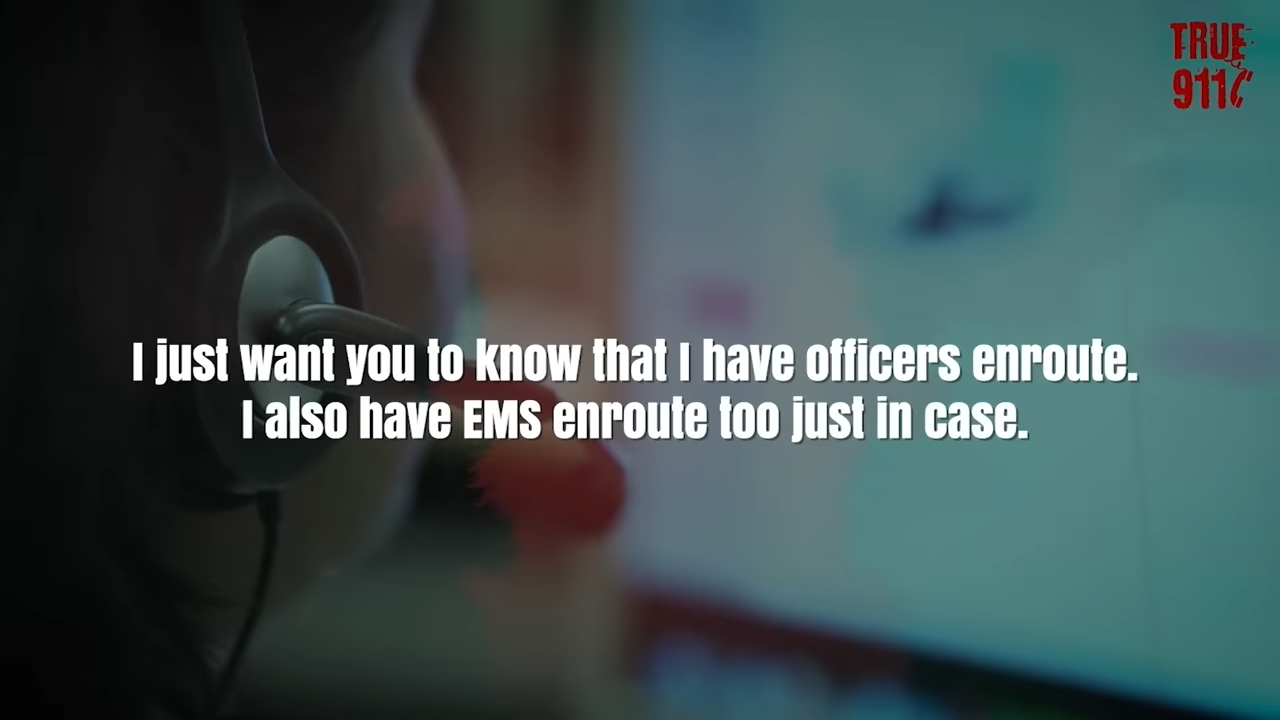 TRUE
911
I just want you to know that I have officers enroute.
I also have EMS enroute too just in case.